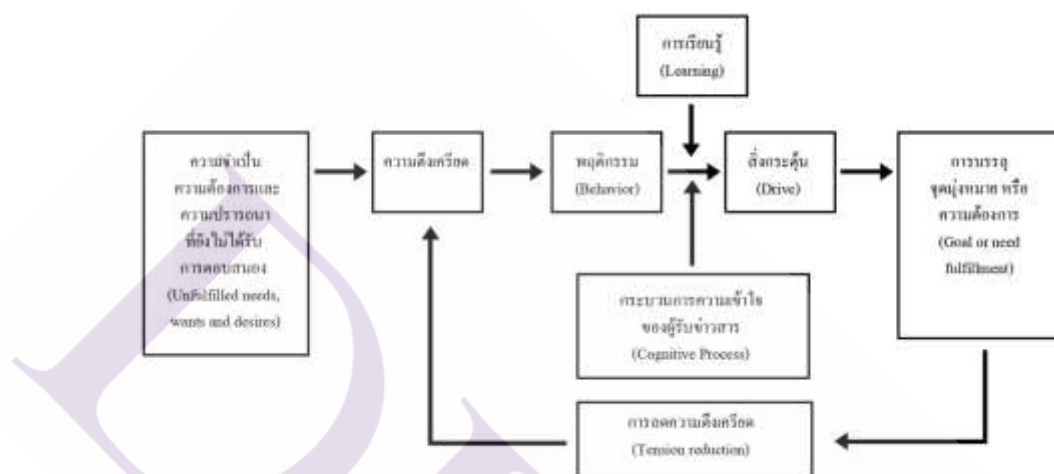 การเรียนรู้
(Learning)
ความจำเป็น
ความต้องการและ
ความปรารถนา
ที่ยังไม่ได้รับ
การตอบสนอง
(Unfulfilled needs,
wants and desires)
ความตึงเครียด
พฤติกรรม
(Behavior)
สิ่งกระตุ้น
(Drive)
การบรรลุ
จุดมุ่งหมาย หรือ
ความต้องการ
(Goal or need
fulfillment)
กระบวนการความเข้าใจ
ของผู้รับข่าวสาร
(Cognitive Process)
การลดความตึงเครียด
(Tension reduction)